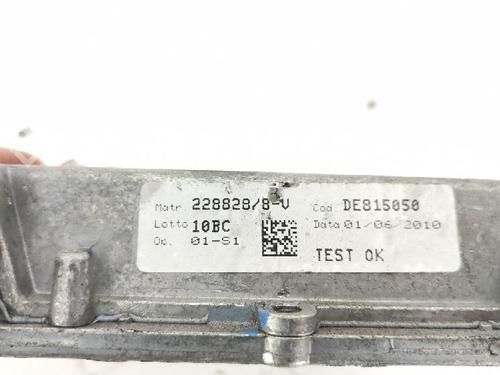 Matr 228828/8-V Cod DE815050
Lotto 10BC Data 01/06/2010
Op. 01-S1
TEST OK